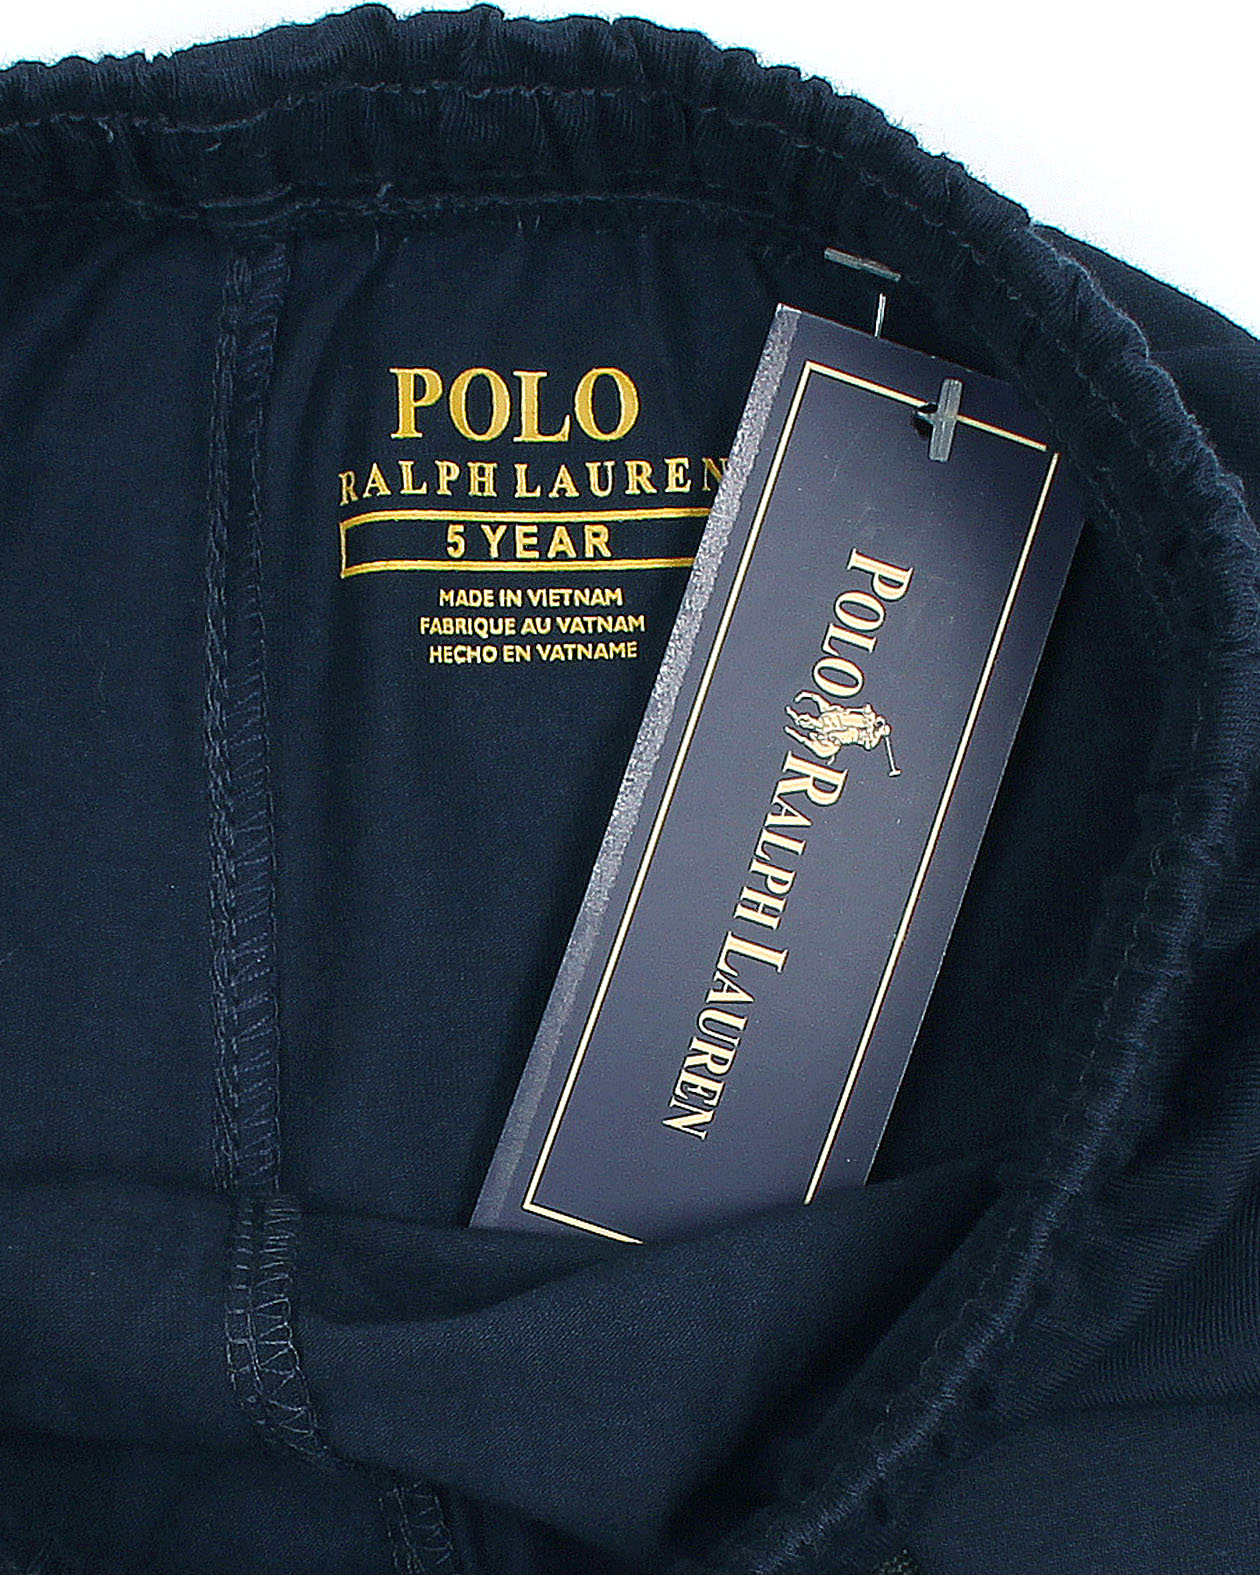 POLO
RALPH LAUREN
5 YEAR
MADE IN VIETNAM
FABRIQUE AU VATNAM
HECHO EN VATNAME
POLO RALPH LAUREN